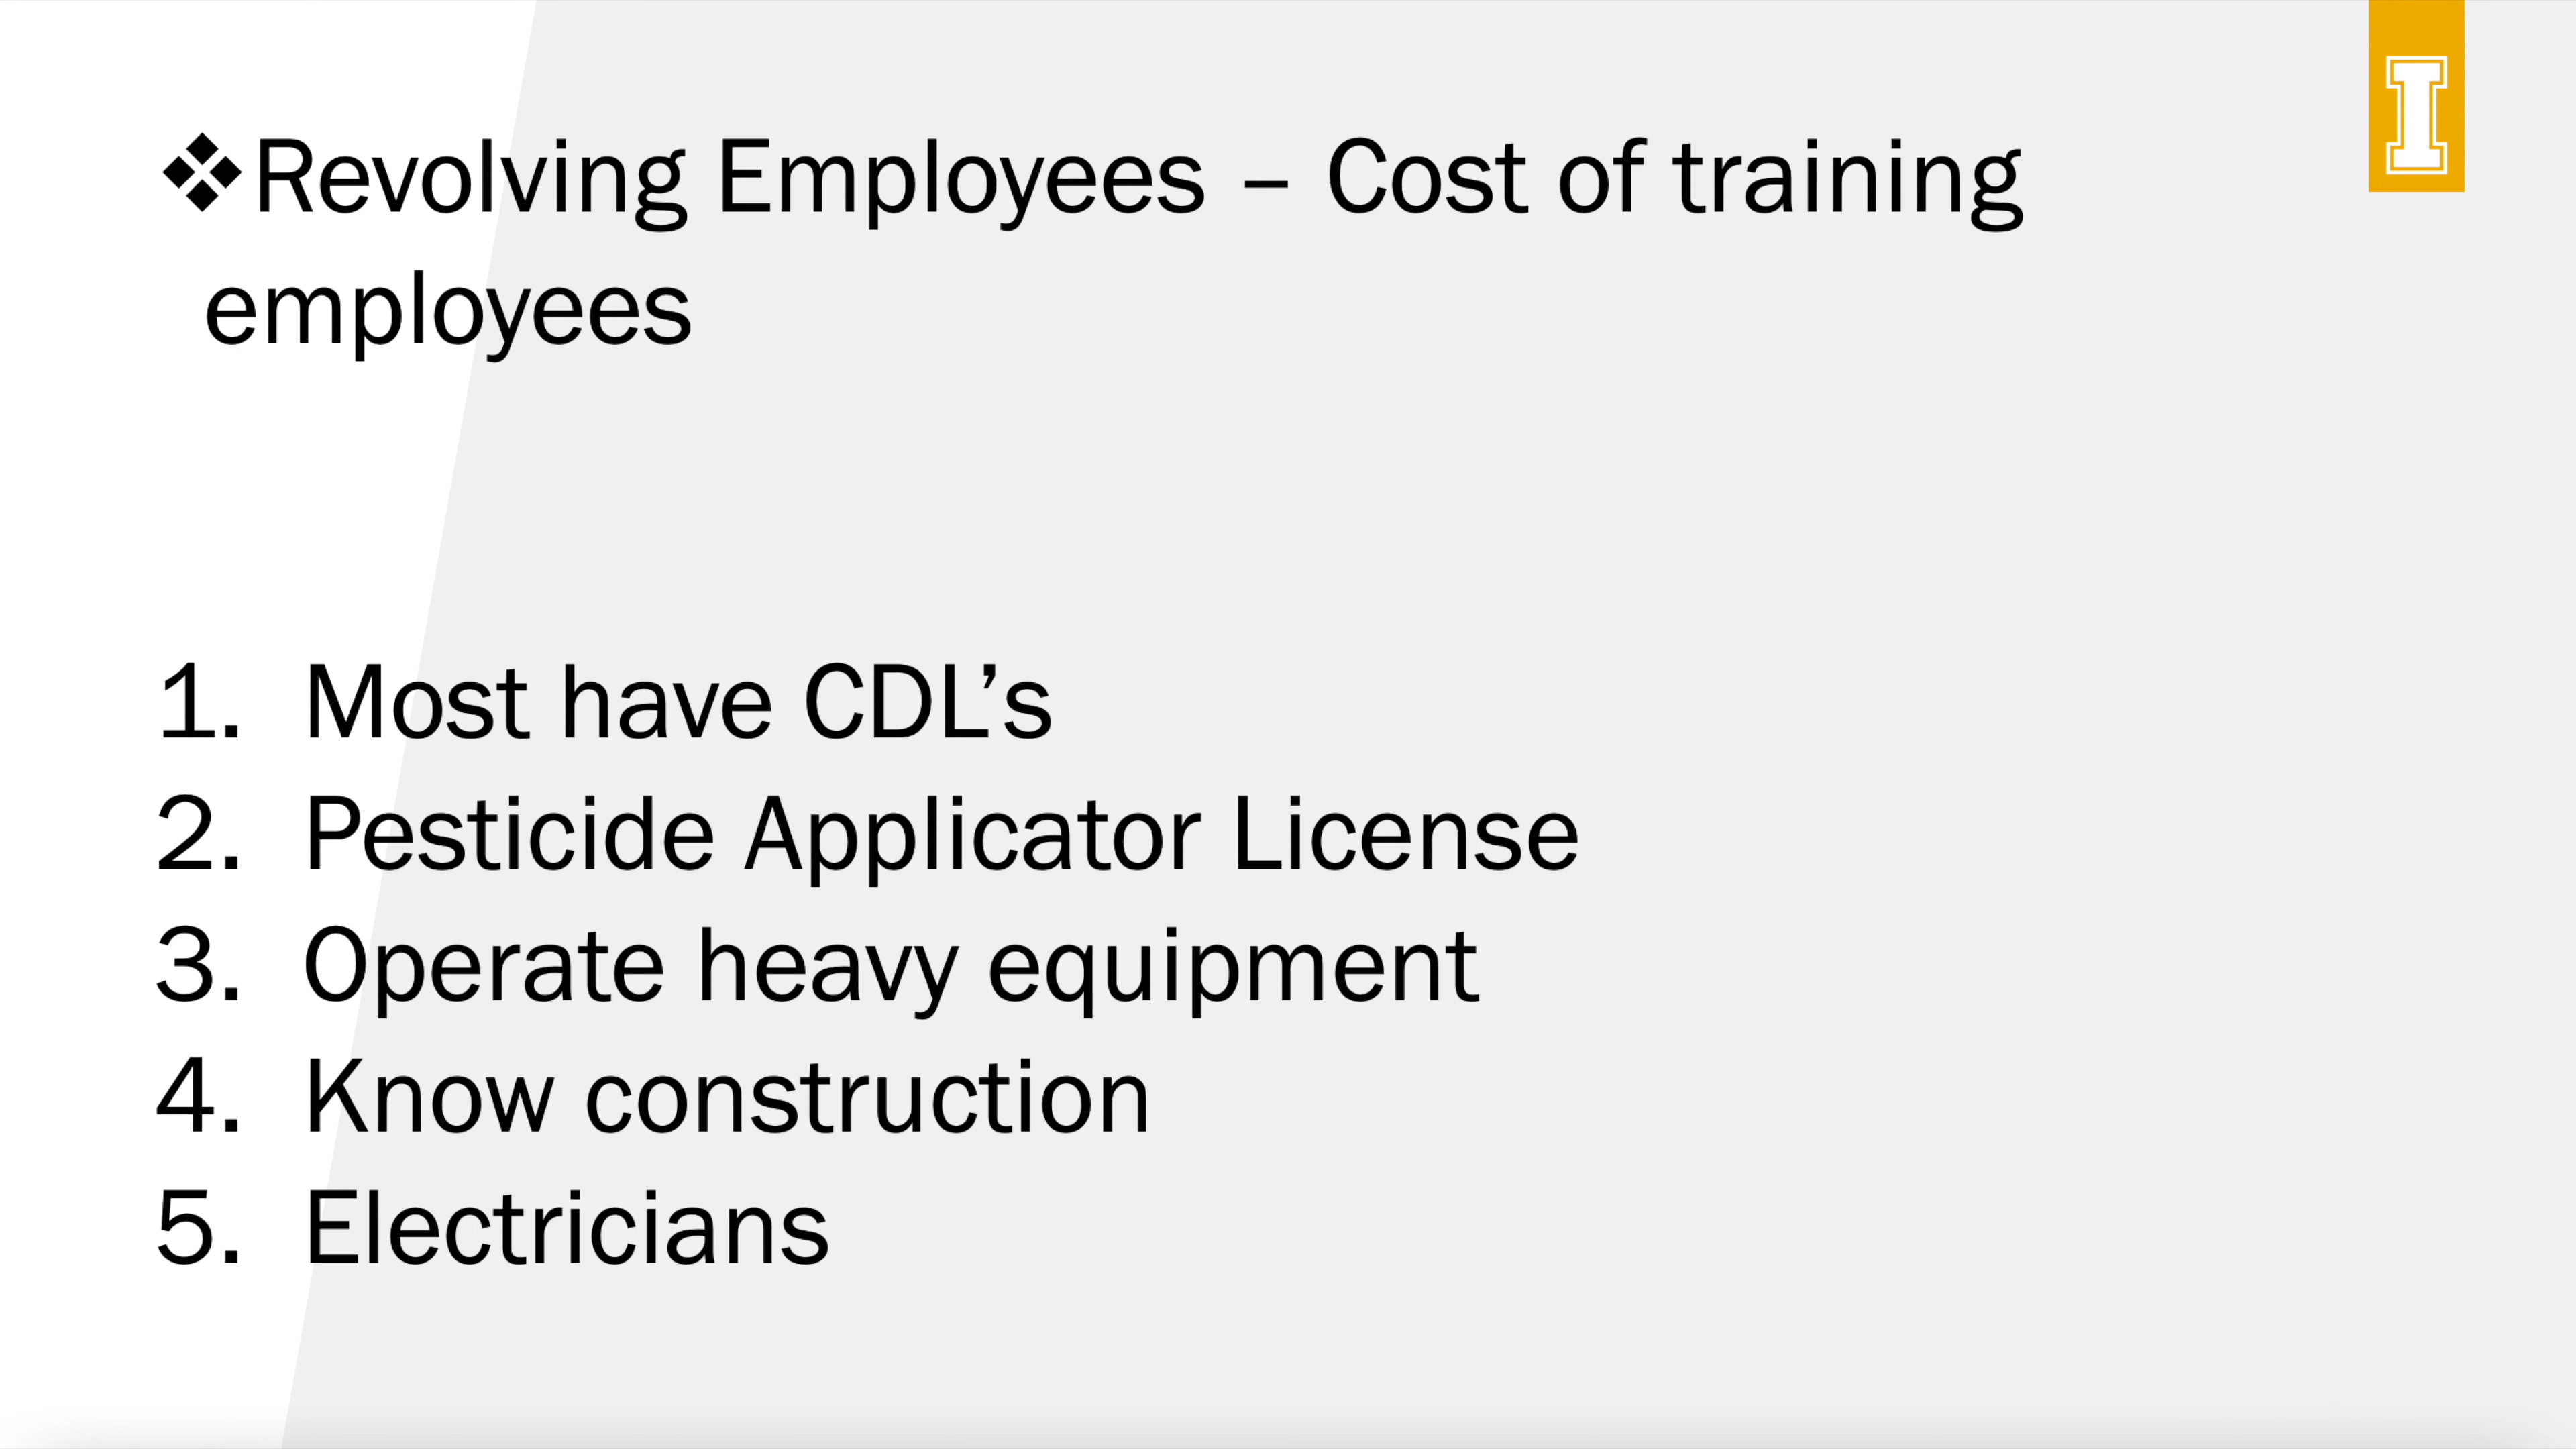 ❖Revolving Employees – Cost of training
employees
1. Most have CDL’s
2. Pesticide Applicator License
3. Operate heavy equipment
4. Know construction
5. Electricians
I